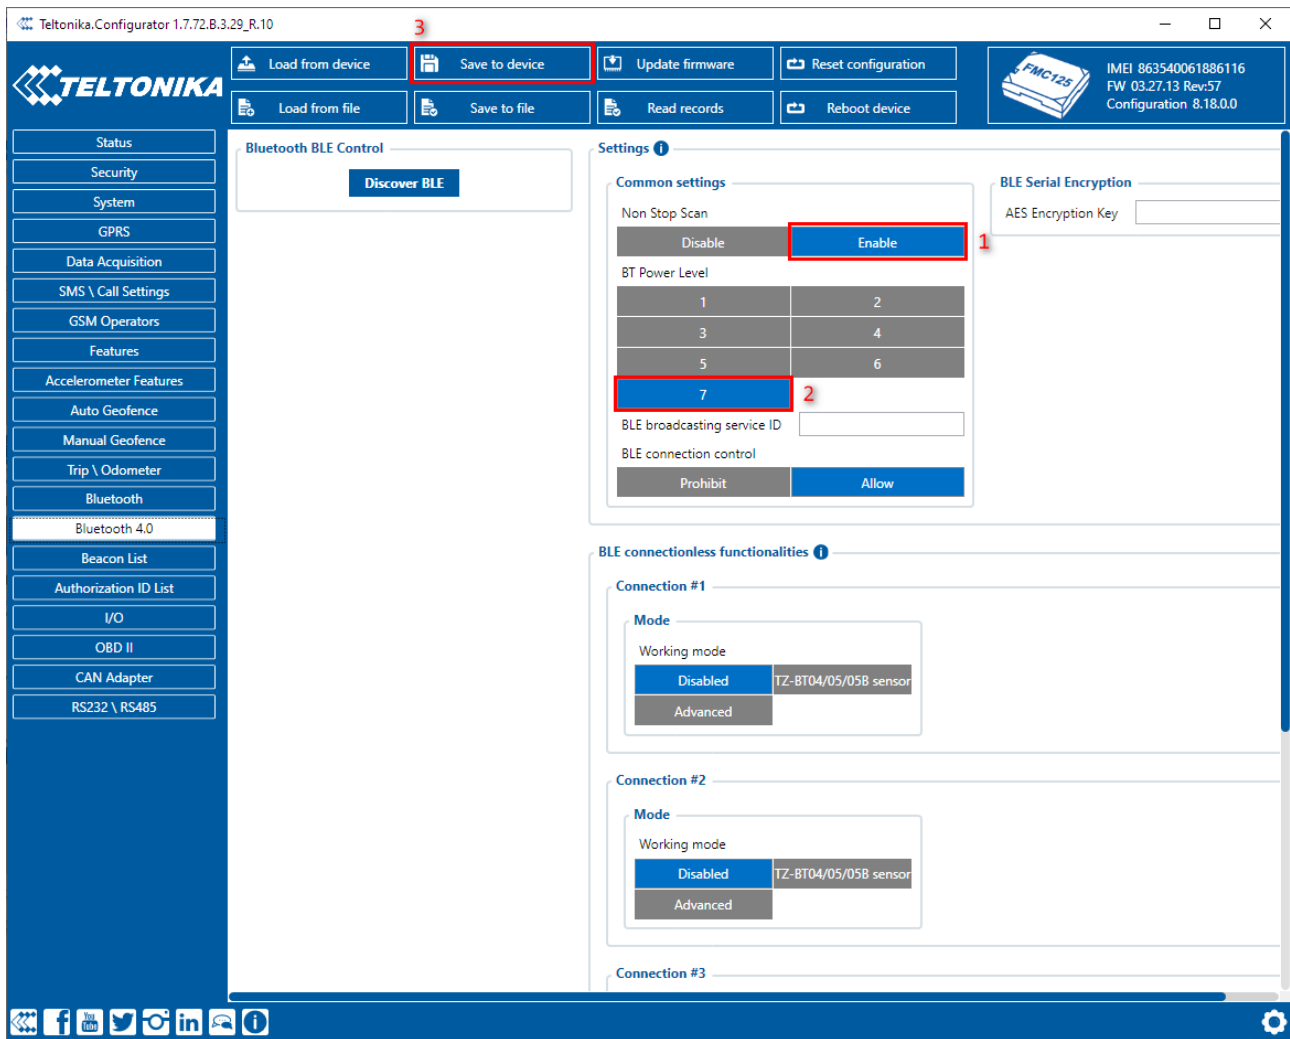 Teltonika.Configurator 1.7.72.B.3.29_R.10
3
TELTONIKA
Load from device
Save to device
Update firmware
Reset configuration
Load from file
Save to file
Read records
Reboot device
FMC125
IMEI 863540061886116
FW 03.27.13 Rev:57
Configuration 8.18.0.0
Status
Security
System
GPRS
Data Acquisition
SMS \ Call Settings
GSM Operators
Features
Accelerometer Features
Auto Geofence
Manual Geofence
Trip \ Odometer
Bluetooth
Bluetooth 4.0
Beacon List
Authorization ID List
I/O
OBD II
CAN Adapter
RS232 \ RS485
Bluetooth BLE Control
Discover BLE
Settings
Common settings
Non Stop Scan
Disable
Enable
1
BT Power Level
1
2
3
4
5
6
7
2
BLE broadcasting service ID
BLE connection control
Prohibit
Allow
BLE Serial Encryption
AES Encryption Key
BLE connectionless functionalities
Connection #1
Mode
Working mode
Disabled
TZ-BT04/05/05B sensor
Advanced
Connection #2
Mode
Working mode
Disabled
TZ-BT04/05/05B sensor
Advanced
Connection #3
You
Tube